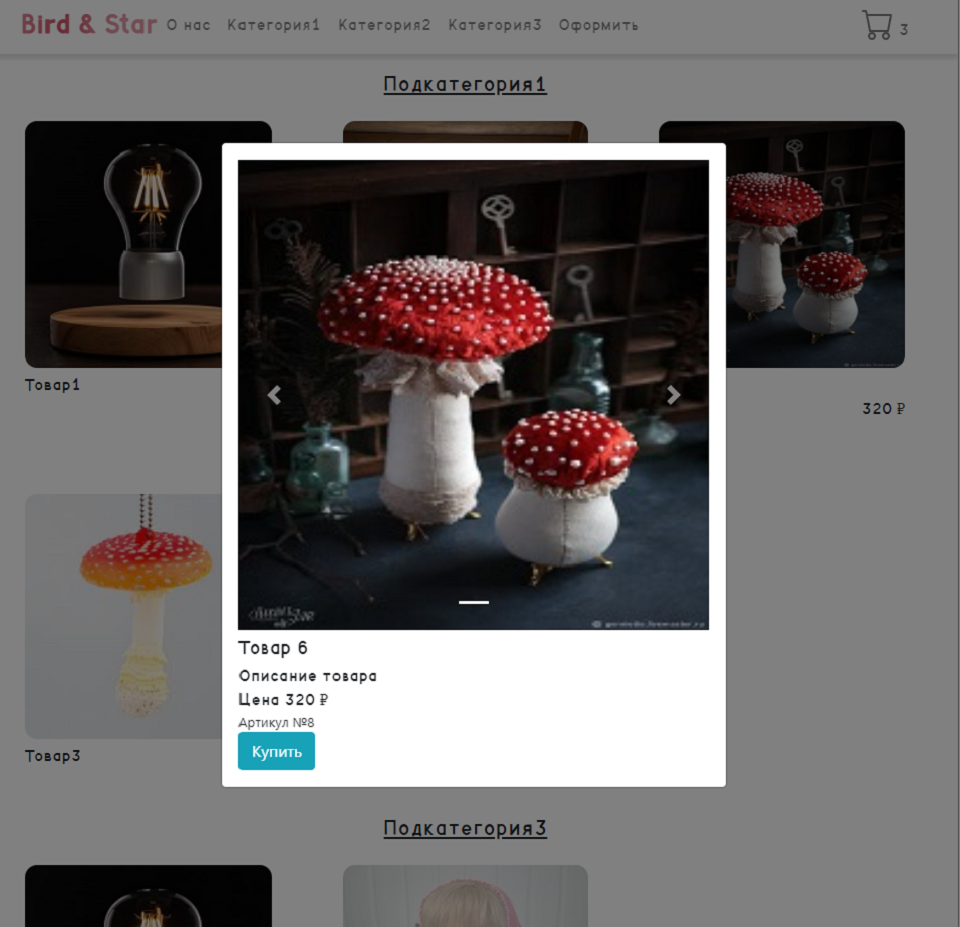 Bird & Star О нас Категория1 Категория2 Категория3 Оформить 3
Подкатегория1
Товар1
320 ₽
Товар 6
Описание товара
Цена 320 ₽
Артикул №8
Купить
Товар3
Подкатегория3